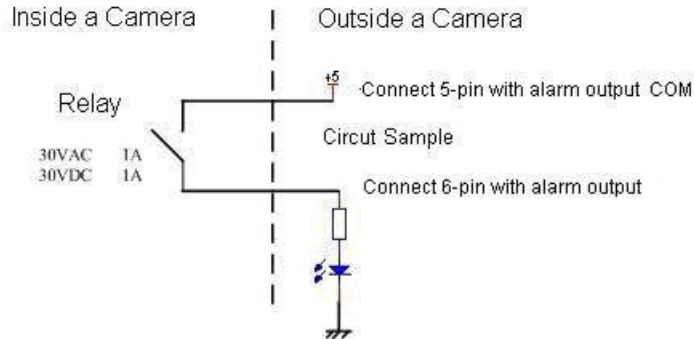 Inside a Camera
Outside a Camera
+5
Connect 5-pin with alarm output COM
Relay
Circut Sample
30VAC 1A
30VDC 1A
Connect 6-pin with alarm output